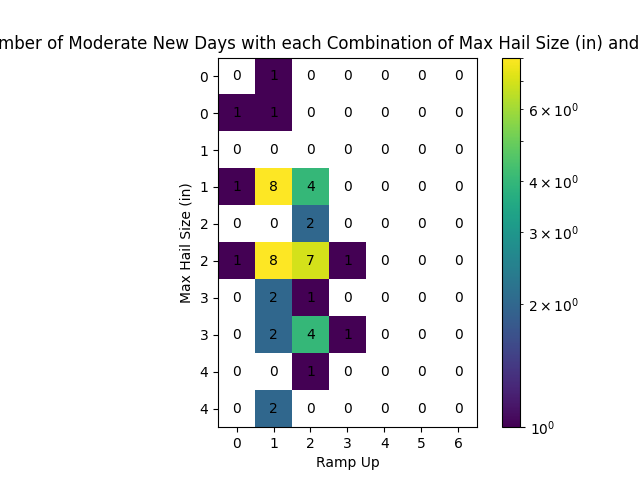 mber of Moderate New Days with each Combination of Max Hail Size (in) and
0 0 1 0 0 0 0 0
0 1 1 0 0 0 0 0
1 0 0 0 0 0 0 0
1 1 8 4 0 0 0 0
2 0 0 2 0 0 0 0
2 1 8 7 1 0 0 0
3 0 2 1 0 0 0 0
3 0 2 4 1 0 0 0
4 0 0 1 0 0 0 0
4 0 2 0 0 0 0 0
0 1 2 3 4 5 6
Ramp Up
Max Hail Size (in)
6 × 10⁰
4 × 10⁰
3 × 10⁰
2 × 10⁰
10⁰